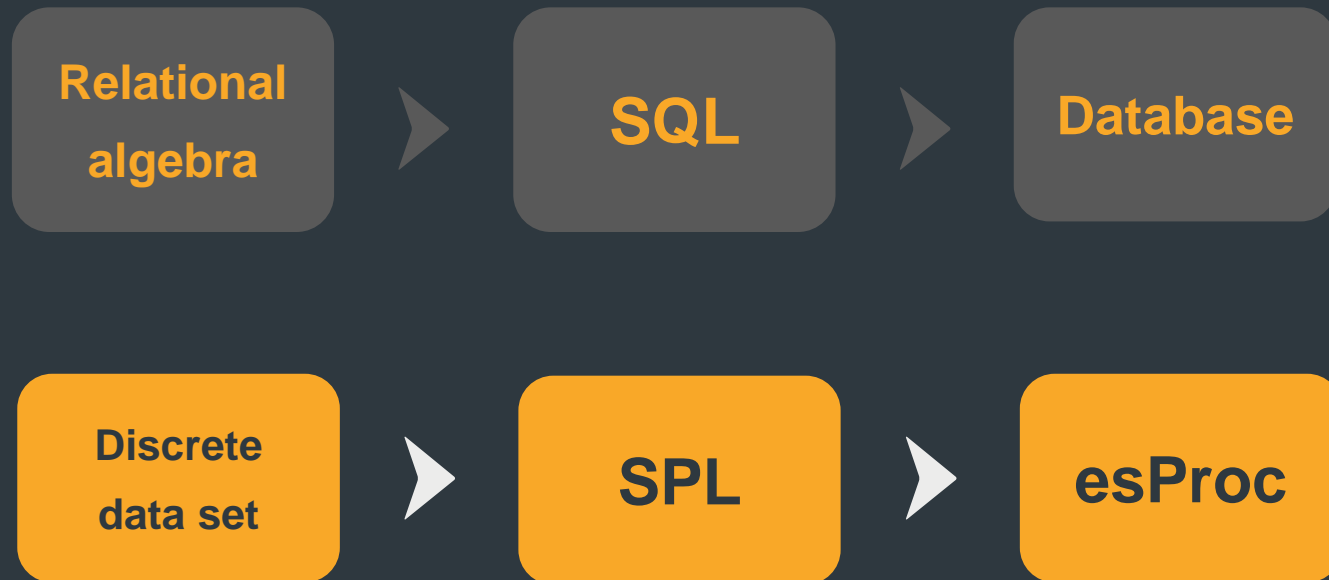 Relational
algebra
SQL
Database
Discrete
data set
SPL
esProc